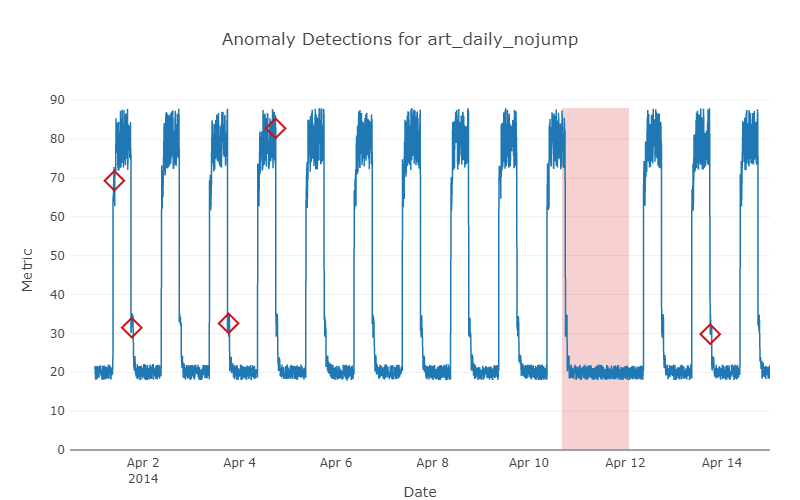 Anomaly Detections for art_daily_nojump
Metric
90
80
70
60
50
40
30
20
10
0
Apr 2
2014
Apr 4
Apr 6
Apr 8
Apr 10
Apr 12
Apr 14
Date